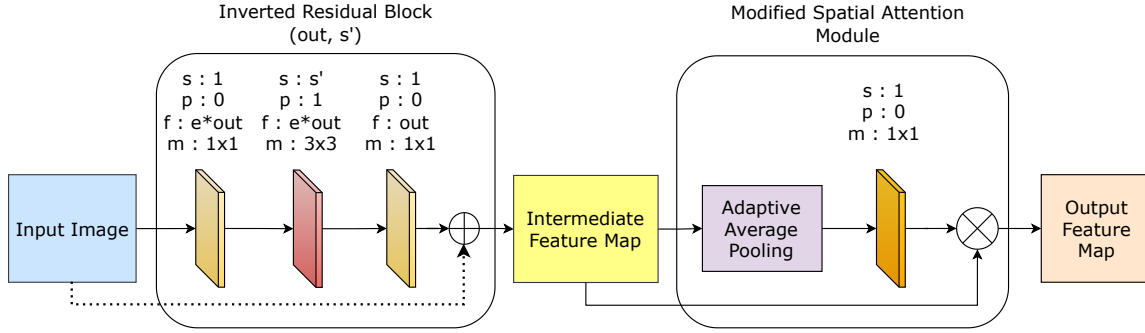 Inverted Residual Block
(out, s')
Modified Spatial Attention
Module
s : 1
p : 0
f : e*out
m : 1x1
s : s'
p : 1
f : e*out
m : 3x3
s : 1
p : 0
f : out
m : 1x1
s : 1
p : 0
m : 1x1
Input Image
Intermediate
Feature Map
Adaptive
Average
Pooling
Output
Feature
Map